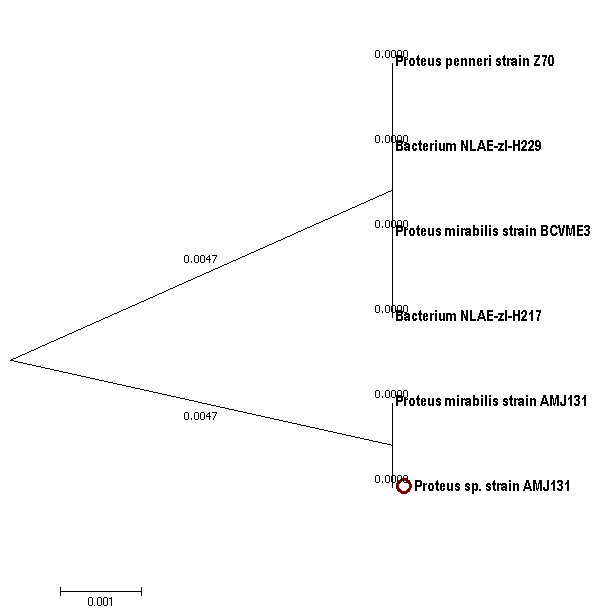 0.0000
Proteus penneri strain Z70
0.0000
Bacterium NLAE-zl-H229
0.0000
Proteus mirabilis strain BCVME3
0.0047
0.0000
Bacterium NLAE-zl-H217
0.0000
Proteus mirabilis strain AMJ131
0.0047
0.0000
Proteus sp. strain AMJ131
0.001